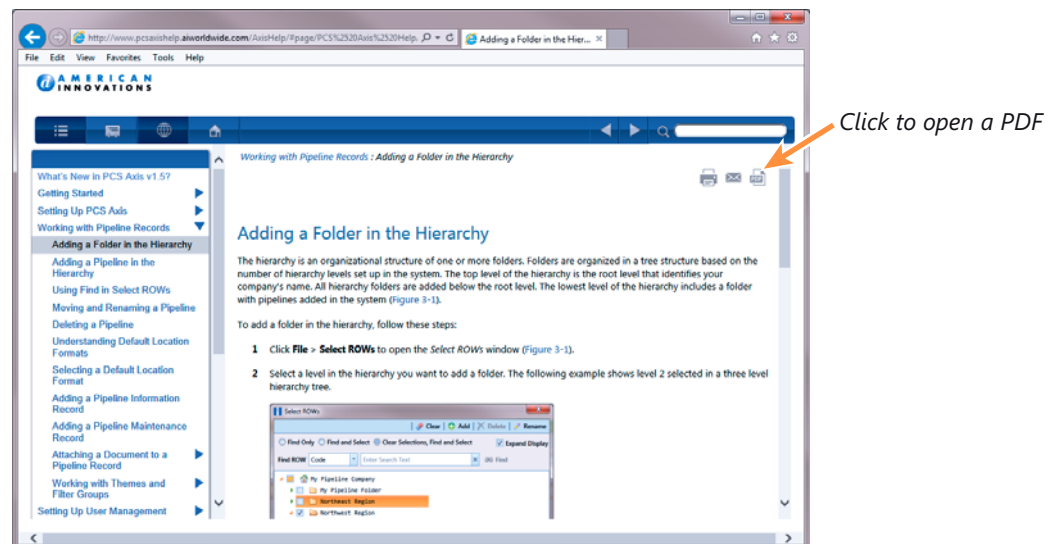 http://www.pcsaxishelp.aiworldwide.com/AxisHelp/#page/PCS%2520Axis%2520Help.
Adding a Folder in the Hier...
File Edit View Favorites Tools Help
AMERICAN
INNOVATIONS
Click to open a PDF
Working with Pipeline Records : Adding a Folder in the Hierarchy
PDF
What's New in PCS Axis v1.5?
Getting Started
Setting Up PCS Axis
Working with Pipeline Records
Adding a Folder in the Hierarchy
Adding a Pipeline in the
Hierarchy
Using Find in Select ROWs
Moving and Renaming a Pipeline
Deleting a Pipeline
Understanding Default Location
Formats
Selecting a Default Location
Format
Adding a Pipeline Information
Record
Adding a Pipeline Maintenance
Record
Attaching a Document to a
Pipeline Record
Working with Themes and
Filter Groups
Setting Up User Management
Adding a Folder in the Hierarchy
The hierarchy is an organizational structure of one or more folders. Folders are organized in a tree structure based on the
number of hierarchy levels set up in the system. The top level of the hierarchy is the root level that identifies your
company's name. All hierarchy folders are added below the root level. The lowest level of the hierarchy includes a folder
with pipelines added in the system (Figure 3-1).
To add a folder in the hierarchy, follow these steps:
1 Click File > Select ROWs to open the Select ROWs window (Figure 3-1).
2 Select a level in the hierarchy you want to add a folder. The following example shows level 2 selected in a three level
hierarchy tree.
Select ROWs
Clear Add Delete Rename
Find Only Find and Select Clear Selections, Find and Select Expand Display
Find ROW Code Enter Search Text Find
My Pipeline Company
My Pipeline Folder
Northeast Region
Northwest Region